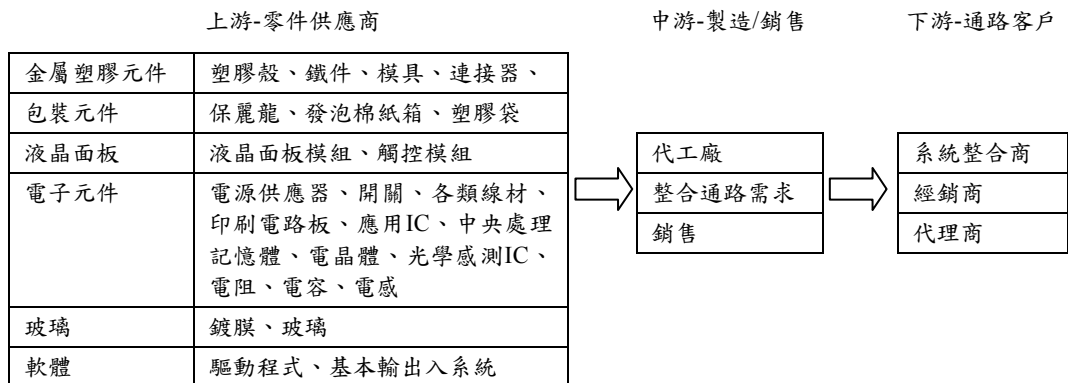 上游-零件供應商
中游-製造/銷售
下游-通路客戶
金屬塑膠元件
塑膠殼、鐵件、模具、連接器、
包裝元件
保麗龍、發泡棉紙箱、塑膠袋
液晶面板
液晶面板模組、觸控模組
電子元件
電源供應器、開關、各類線材、
印刷電路板、應用IC、中央處理
記憶體、電晶體、光學感測IC、
電阻、電容、電感
玻璃
鍍膜、玻璃
軟體
驅動程式、基本輸出入系統
代工廠
整合通路需求
銷售
系統整合商
經銷商
代理商